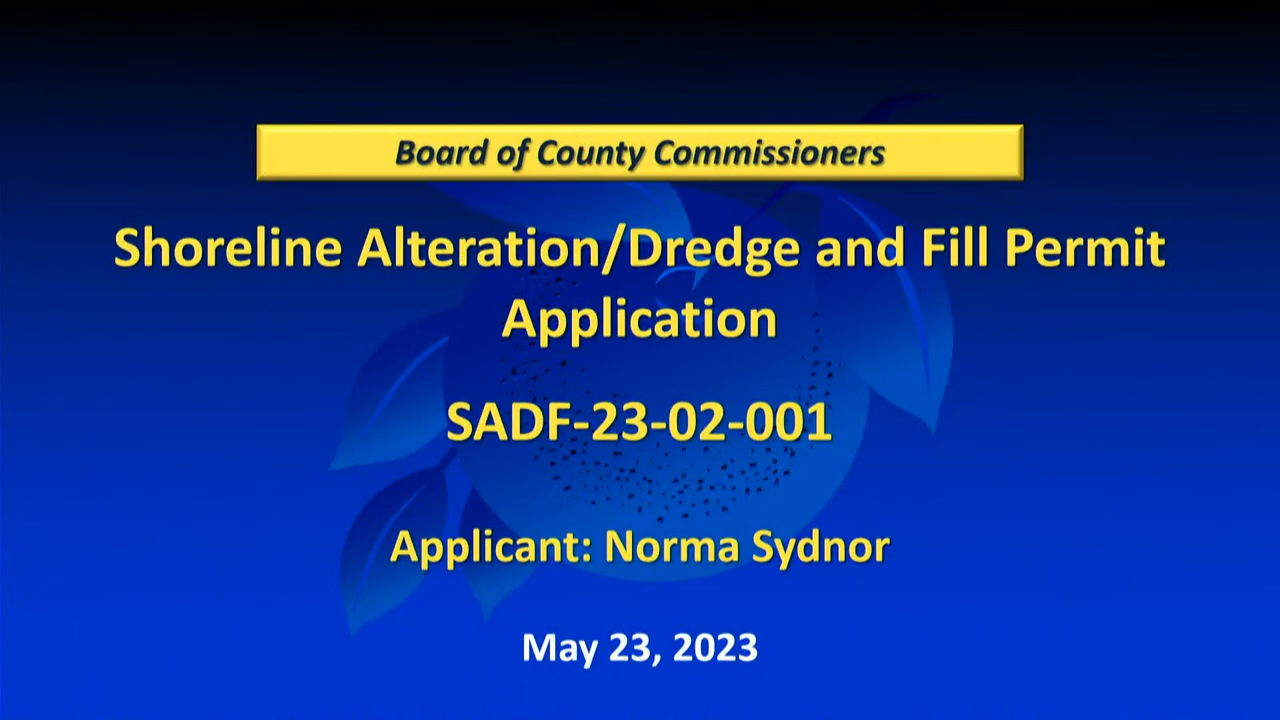 Board of County Commissioners
Shoreline Alteration/Dredge and Fill Permit
Application
SADF-23-02-001
Applicant: Norma Sydnor
May 23, 2023